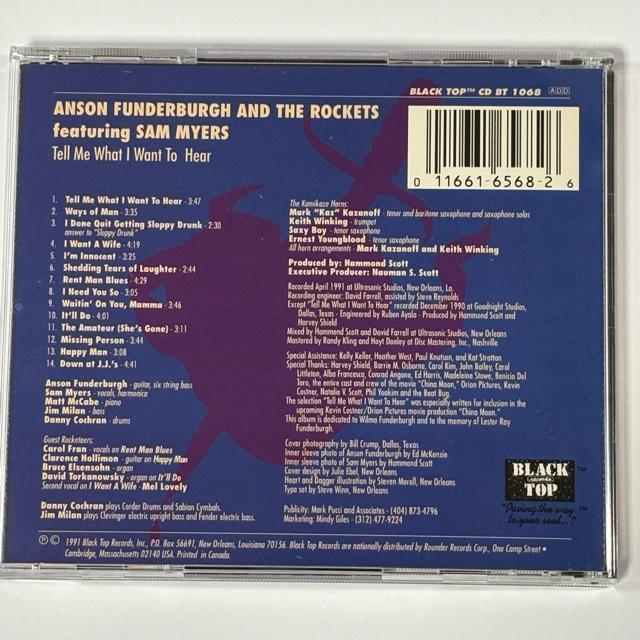 BLACK TOP™ CD BT 1068 ADD
ANSON FUNDERBURGH AND THE ROCKETS
featuring SAM MYERS
Tell Me What I Want To Hear
0 11661-6568-2 6
1. Tell Me What I Want To Hear - 3:47
2. Ways of Man - 3:35
3. I Done Quit Getting Sloppy Drunk - 2:30
answer to "Sloppy Drunk"
4. I Want A Wife - 4:19
5. I'm Innocent - 3:25
6. Shedding Tears of Laughter - 2:44
7. Rent Man Blues - 4:29
8. I Need You So - 3:05
9. Waitin' On You, Mamma - 3:46
10. It'll Do - 4:01
11. The Amateur (She's Gone) - 3:11
12. Missing Person - 3:44
13. Happy Man - 3:08
14. Down at J.J.'s - 4:41
Anson Funderburgh - guitar, six string bass
Sam Myers - vocals, harmonica
Matt McCabe - piano
Jim Milan - bass
Danny Cochran - drums
Guest Rocketeers:
Carol Fran - vocals on Rent Man Blues
Clarence Hollimon - guitar on Happy Man
Bruce Elsensohn - organ
David Torkanowsky - organ on It'll Do
Second vocal on I Want A Wife - Mel Lovely
Danny Cochran plays Corder Drums and Sabian Cymbals.
Jim Milan plays Clevinger electric upright bass and Fender electric bass.
The Kamikaze Horns:
Mark "Kaz" Kazanoff - tenor and baritone saxophone and saxophone solos
Keith Winking - trumpet
Saxy Boy - tenor saxophone
Ernest Youngblood - tenor saxophone
All horn arrangements - Mark Kazanoff and Keith Winking
Produced by: Hammond Scott
Executive Producer: Nauman S. Scott
Recorded April 1991 at Ultrasonic Studios, New Orleans, La.
Recording engineer: David Farrell, assisted by Steve Reynolds
Except "Tell Me What I Want To Hear" recorded December 1990 at Goodnight Studios,
Dallas, Texas - Engineered by Ruben Ayala - Produced by Hammond Scott and
Harvey Shield
Mixed by Hammond Scott and David Farrell at Ultrasonic Studios, New Orleans
Mastered by Randy Kling and Hoyt Dooley at Disc Mastering, Inc., Nashville
Special Assistance: Kelly Keller, Heather West, Paul Knutson, and Kat Stratton
Special Thanks: Harvey Shield, Barrie M. Osborne, Carol Kim, John Bailey, Carol
Littleton, Alba Francesca, Conrad Angone, Ed Harris, Madeleine Stowe, Benicio Del
Toro, the entire cast and crew of the movie "China Moon," Orion Pictures, Kevin
Costner, Natalie V. Scott, Phil Yoakim and the Beat Bug.
The selection "Tell Me What I Want To Hear" was especially written for inclusion in the
upcoming Kevin Costner/Orion Pictures movie production "China Moon."
This album is dedicated to Wilma Funderburgh and to the memory of Lester Ray
Funderburgh.
Cover photography by Bill Crump, Dallas, Texas
Inner sleeve photo of Anson Funderburgh by Ed McKenzie
Inner sleeve photo of Sam Myers by Hammond Scott
Cover design by Julie Ebel, New Orleans
Heart and Dagger illustration by Steven Morell, New Orleans
Type set by Steve Winn, New Orleans
Publicity: Mark Pucci and Associates - (404) 873-4796
Marketing: Mindy Giles - (312) 477-9224
BLACK
records
TOP
™
"Paving the way
to your soul..."™
℗ © 1991 Black Top Records, Inc., P.O. Box 56691, New Orleans, Louisiana 70156. Black Top Records are nationally distributed by Rounder Records Corp., One Camp Street •
Cambridge, Massachusetts 02140 USA. Printed in Canada.